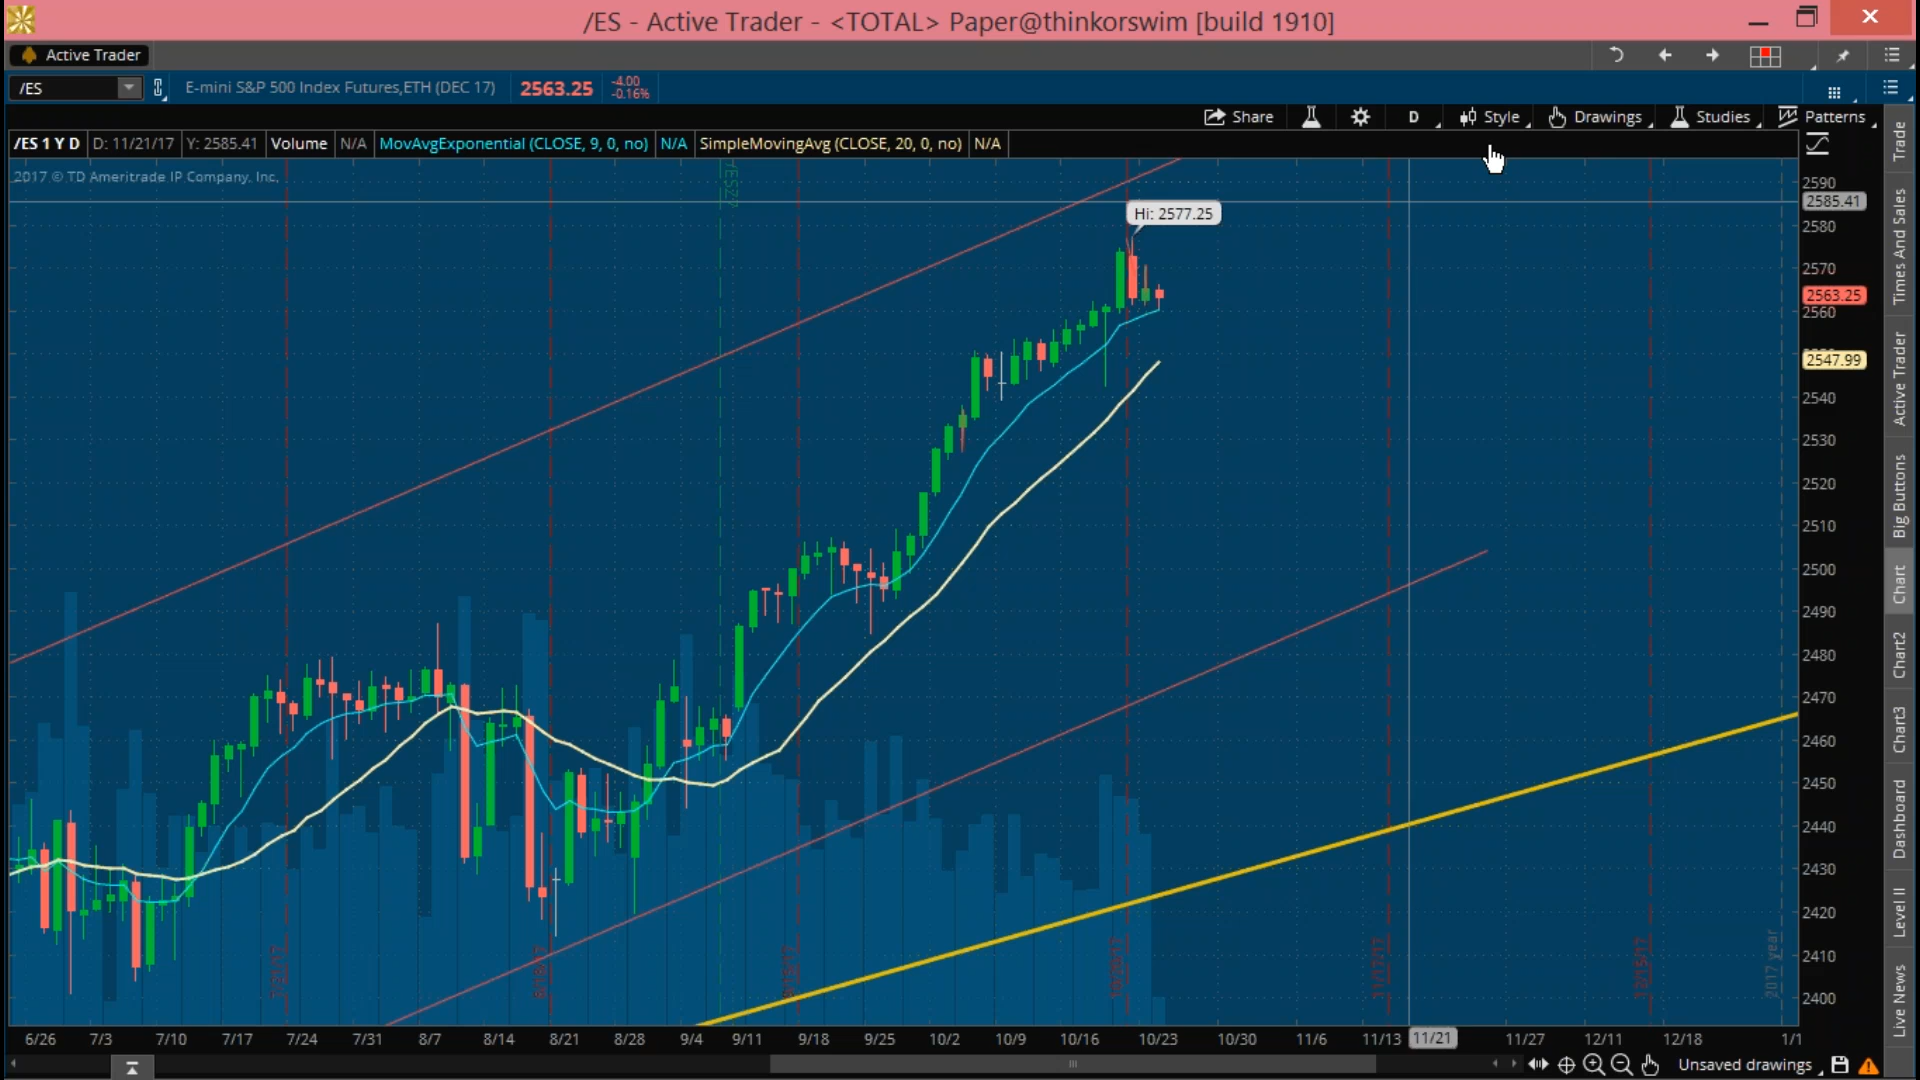 /ES - Active Trader - <TOTAL> Paper@thinkorswim [build 1910]
Active Trader
/ES
E-mini S&P 500 Index Futures,ETH (DEC 17)
2563.25
-4.00
-0.16%
Share
D
Style
Drawings
Studies
Patterns
/ES 1 Y D
D: 11/21/17
Y: 2585.41
Volume
N/A
MovAvgExponential (CLOSE, 9, 0, no)
N/A
SimpleMovingAvg (CLOSE, 20, 0, no)
N/A
2017 © TD Ameritrade IP Company, Inc.
Hi: 2577.25
2590
2585.41
2580
2570
2563.25
2560
2547.99
2540
2530
2520
2510
2500
2490
2480
2470
2460
2450
2440
2430
2420
2410
2400
2017 year
6/26
7/3
7/10
7/17
7/24
7/31
8/7
8/14
8/21
8/28
9/4
9/11
9/18
9/25
10/2
10/9
10/16
10/23
10/30
11/6
11/13
11/21
11/27
12/11
12/18
1/1
Unsaved drawings
Trade
Times And Sales
Active Trader
Big Buttons
Chart
Chart2
Chart3
Dashboard
Level II
Live News